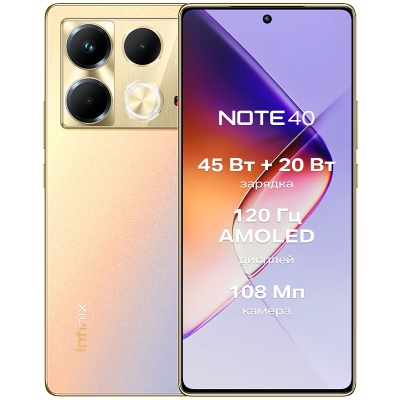 NOTE 40
45 Вт + 20 Вт
зарядка
120 Гц
AMOLED
дисплей
108 Мп
камера
Infinix